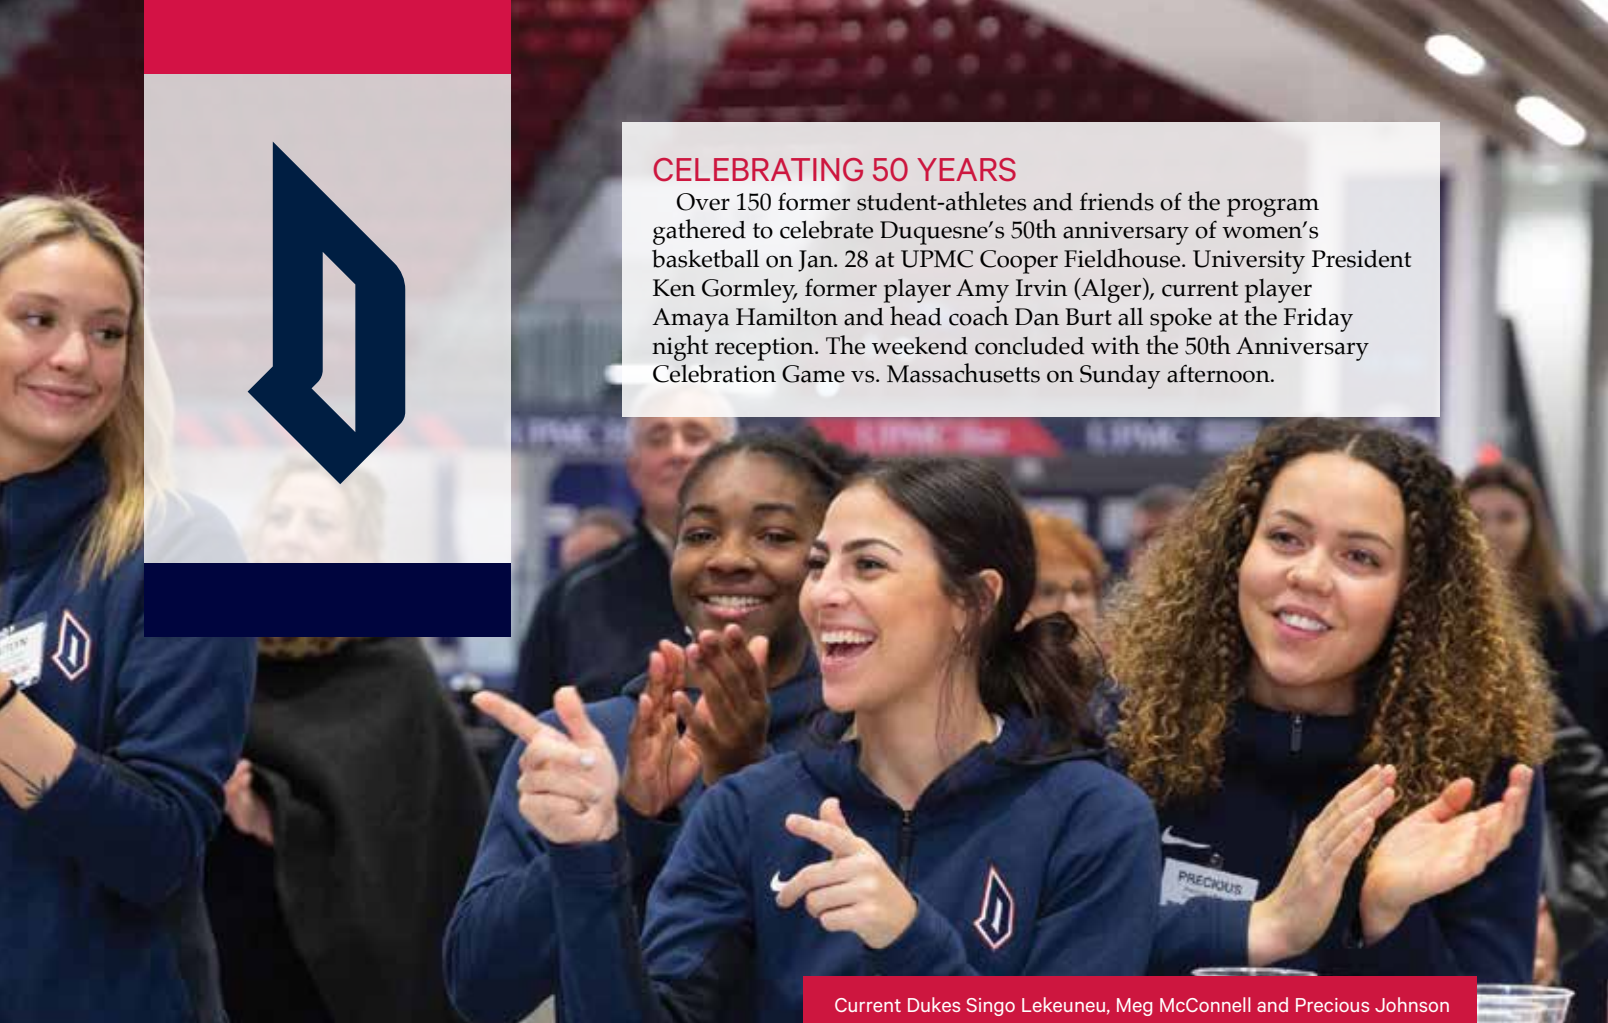 CELEBRATING 50 YEARS
Over 150 former student-athletes and friends of the program
gathered to celebrate Duquesne’s 50th anniversary of women’s
basketball on Jan. 28 at UPMC Cooper Fieldhouse. University President
Ken Gormley, former player Amy Irvin (Alger), current player
Amaya Hamilton and head coach Dan Burt all spoke at the Friday
night reception. The weekend concluded with the 50th Anniversary
Celebration Game vs. Massachusetts on Sunday afternoon.
UPMC
UPMC
UPMC
PRECIOUS
Current Dukes Singo Lekeuneu, Meg McConnell and Precious Johnson